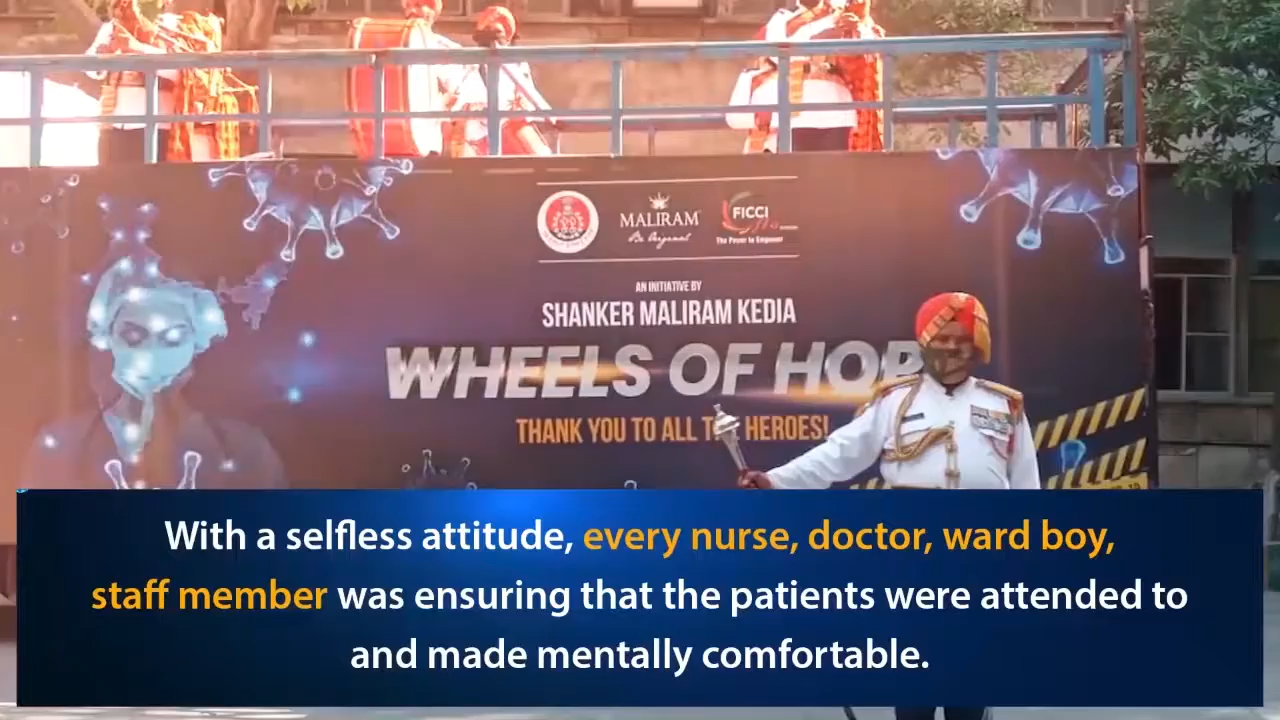 MALIRAM
Be Original
FICCI
flo
The Power to Empower
AN INITIATIVE BY
SHANKER MALIRAM KEDIA
WHEELS OF HOP
THANK YOU TO ALL HEROES!
With a selfless attitude, every nurse, doctor, ward boy,
staff member was ensuring that the patients were attended to
and made mentally comfortable.